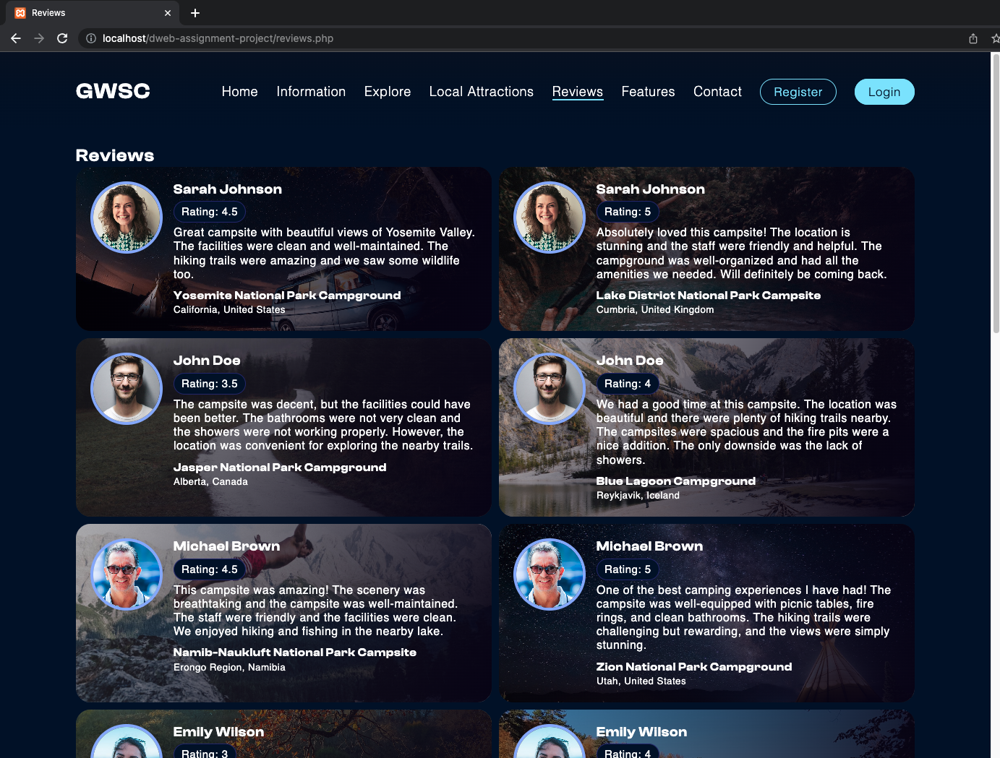 Reviews
localhost/dweb-assignment-project/reviews.php
GWSC
Home Information Explore Local Attractions Reviews Features Contact Register Login
Reviews
Sarah Johnson
Rating: 4.5
Great campsite with beautiful views of Yosemite Valley.
The facilities were clean and well-maintained. The
hiking trails were amazing and we saw some wildlife
too.
Yosemite National Park Campground
California, United States
Sarah Johnson
Rating: 5
Absolutely loved this campsite! The location is
stunning and the staff were friendly and helpful. The
campground was well-organized and had all the
amenities we needed. Will definitely be coming back.
Lake District National Park Campsite
Cumbria, United Kingdom
John Doe
Rating: 3.5
The campsite was decent, but the facilities could have
been better. The bathrooms were not very clean and
the showers were not working properly. However, the
location was convenient for exploring the nearby trails.
Jasper National Park Campground
Alberta, Canada
John Doe
Rating: 4
We had a good time at this campsite. The location was
beautiful and there were plenty of hiking trails nearby.
The campsites were spacious and the fire pits were a
nice addition. The only downside was the lack of
showers.
Blue Lagoon Campground
Reykjavik, Iceland
Michael Brown
Rating: 4.5
This campsite was amazing! The scenery was
breathtaking and the campsite was well-maintained.
The staff were friendly and the facilities were clean.
We enjoyed hiking and fishing in the nearby lake.
Namib-Naukluft National Park Campsite
Erongo Region, Namibia
Michael Brown
Rating: 5
One of the best camping experiences I have had! The
campsite was well-equipped with picnic tables, fire
rings, and clean bathrooms. The hiking trails were
challenging but rewarding, and the views were simply
stunning.
Zion National Park Campground
Utah, United States
Emily Wilson
Rating: 3
Emily Wilson
Rating: 4